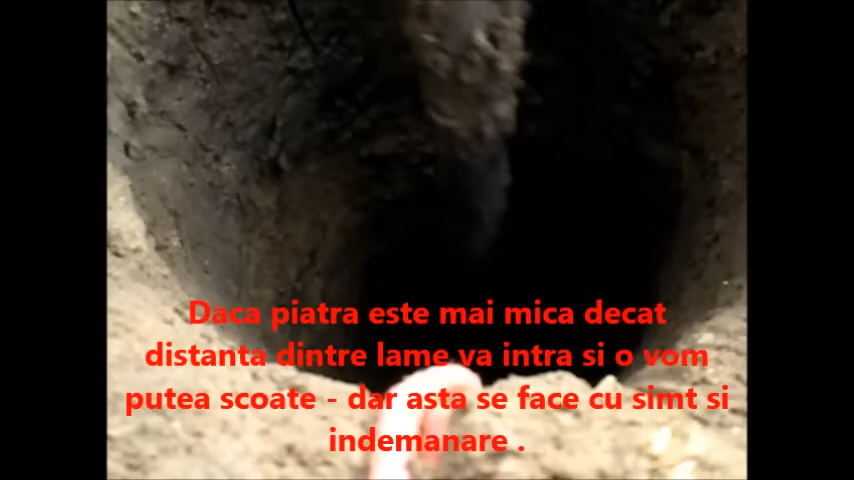 Daca piatra este mai mica decat
distanta dintre lame va intra si o vom
putea scoate - dar asta se face cu simt si
indemanare .